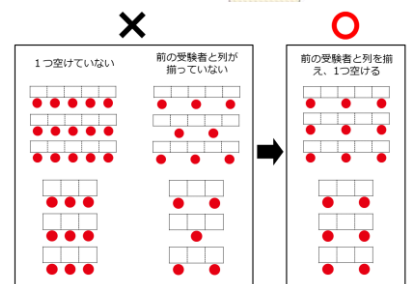 1つ空けていない
前の受験者と列が
揃っていない
前の受験者と列を揃
え、1つ空ける